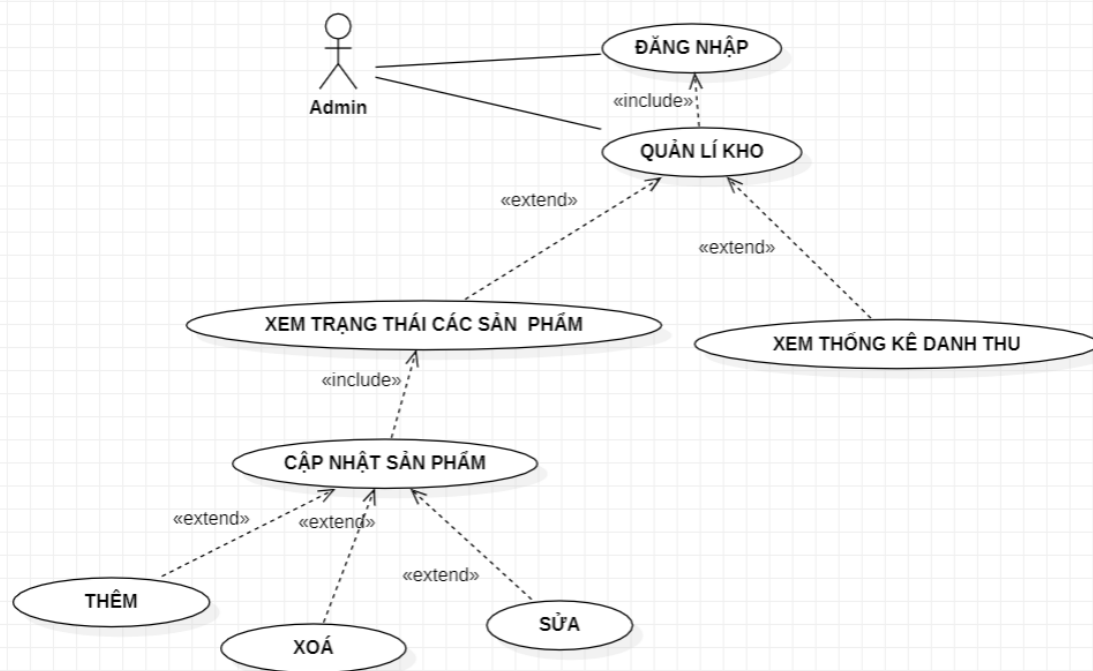 ĐĂNG NHẬP
«include»
Admin
QUẢN LÍ KHO
«extend»
«extend»
XEM TRẠNG THÁI CÁC SẢN PHẨM
XEM THỐNG KÊ DANH THU
«include»
CẬP NHẬT SẢN PHẨM
«extend»
«extend»
«extend»
THÊM
SỬA
XOÁ